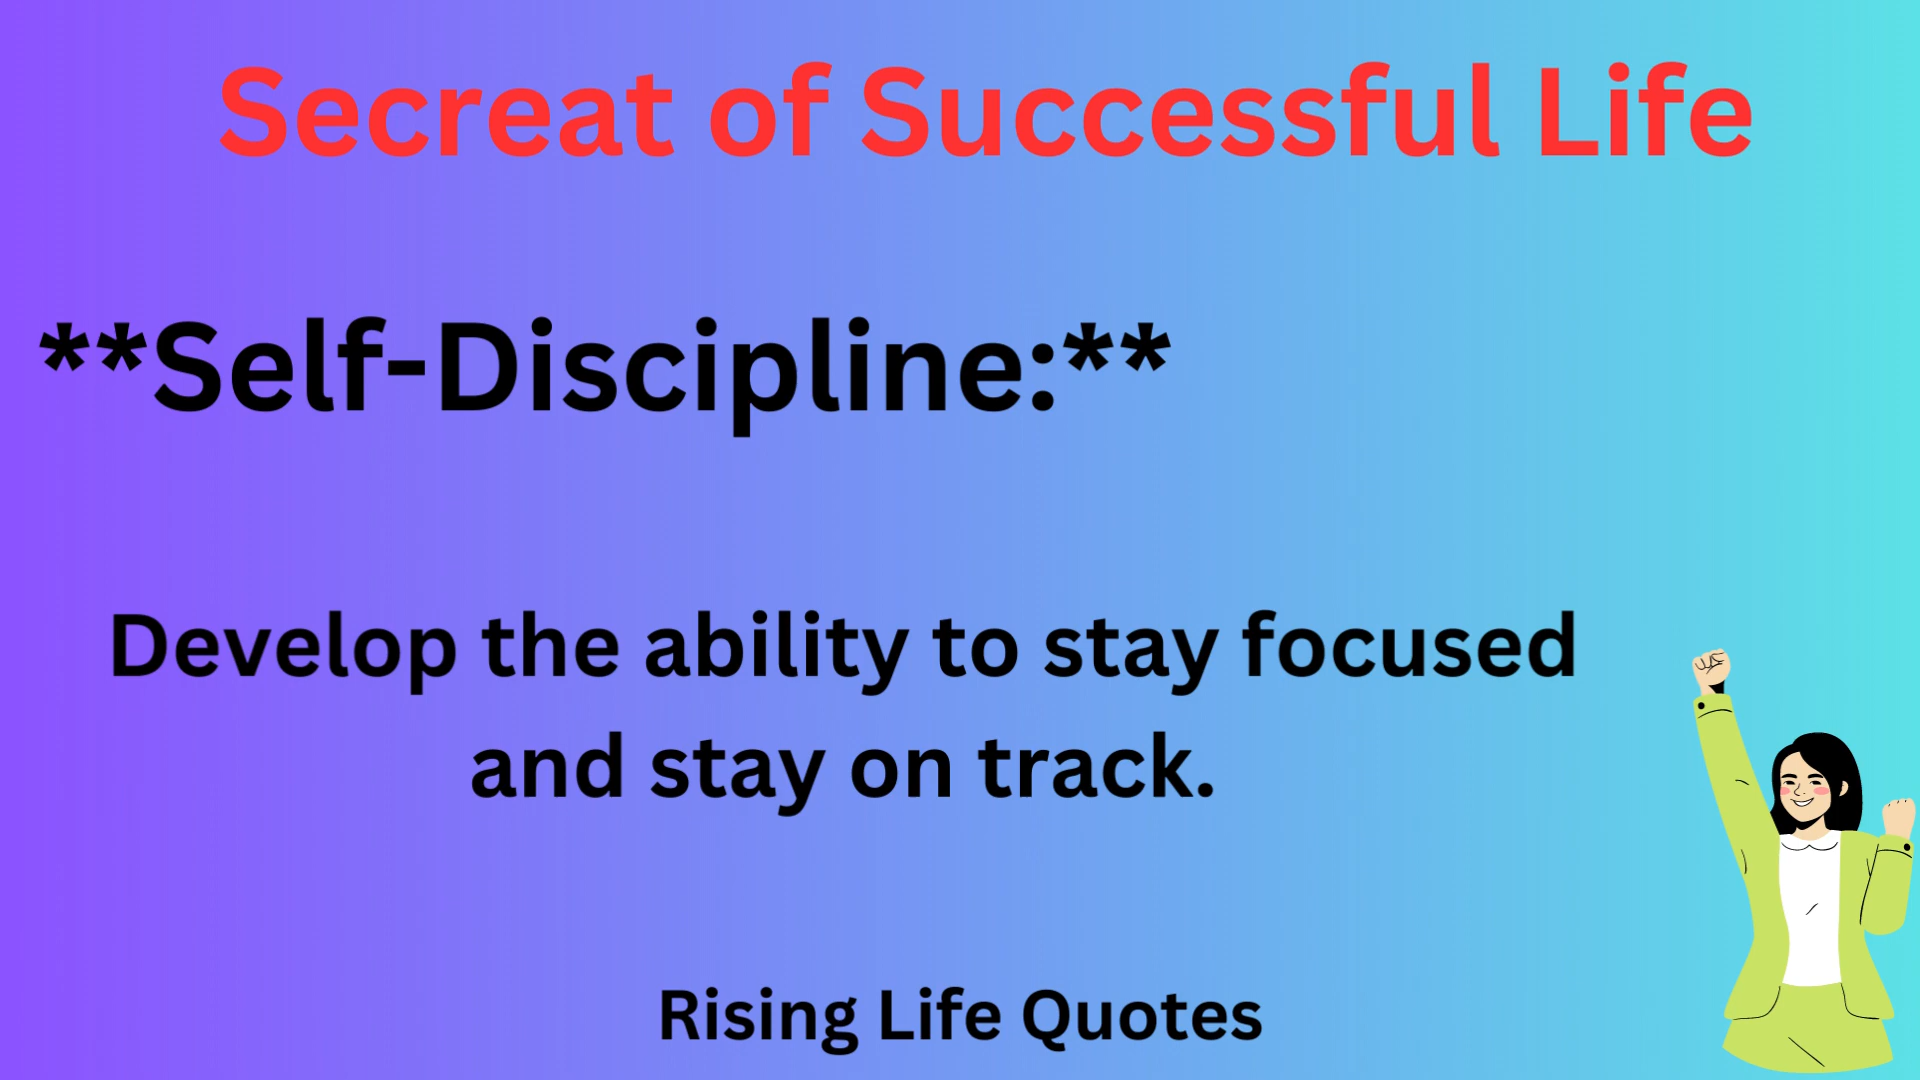 Secreat of Successful Life
**Self-Discipline:**
Develop the ability to stay focused
and stay on track.
Rising Life Quotes